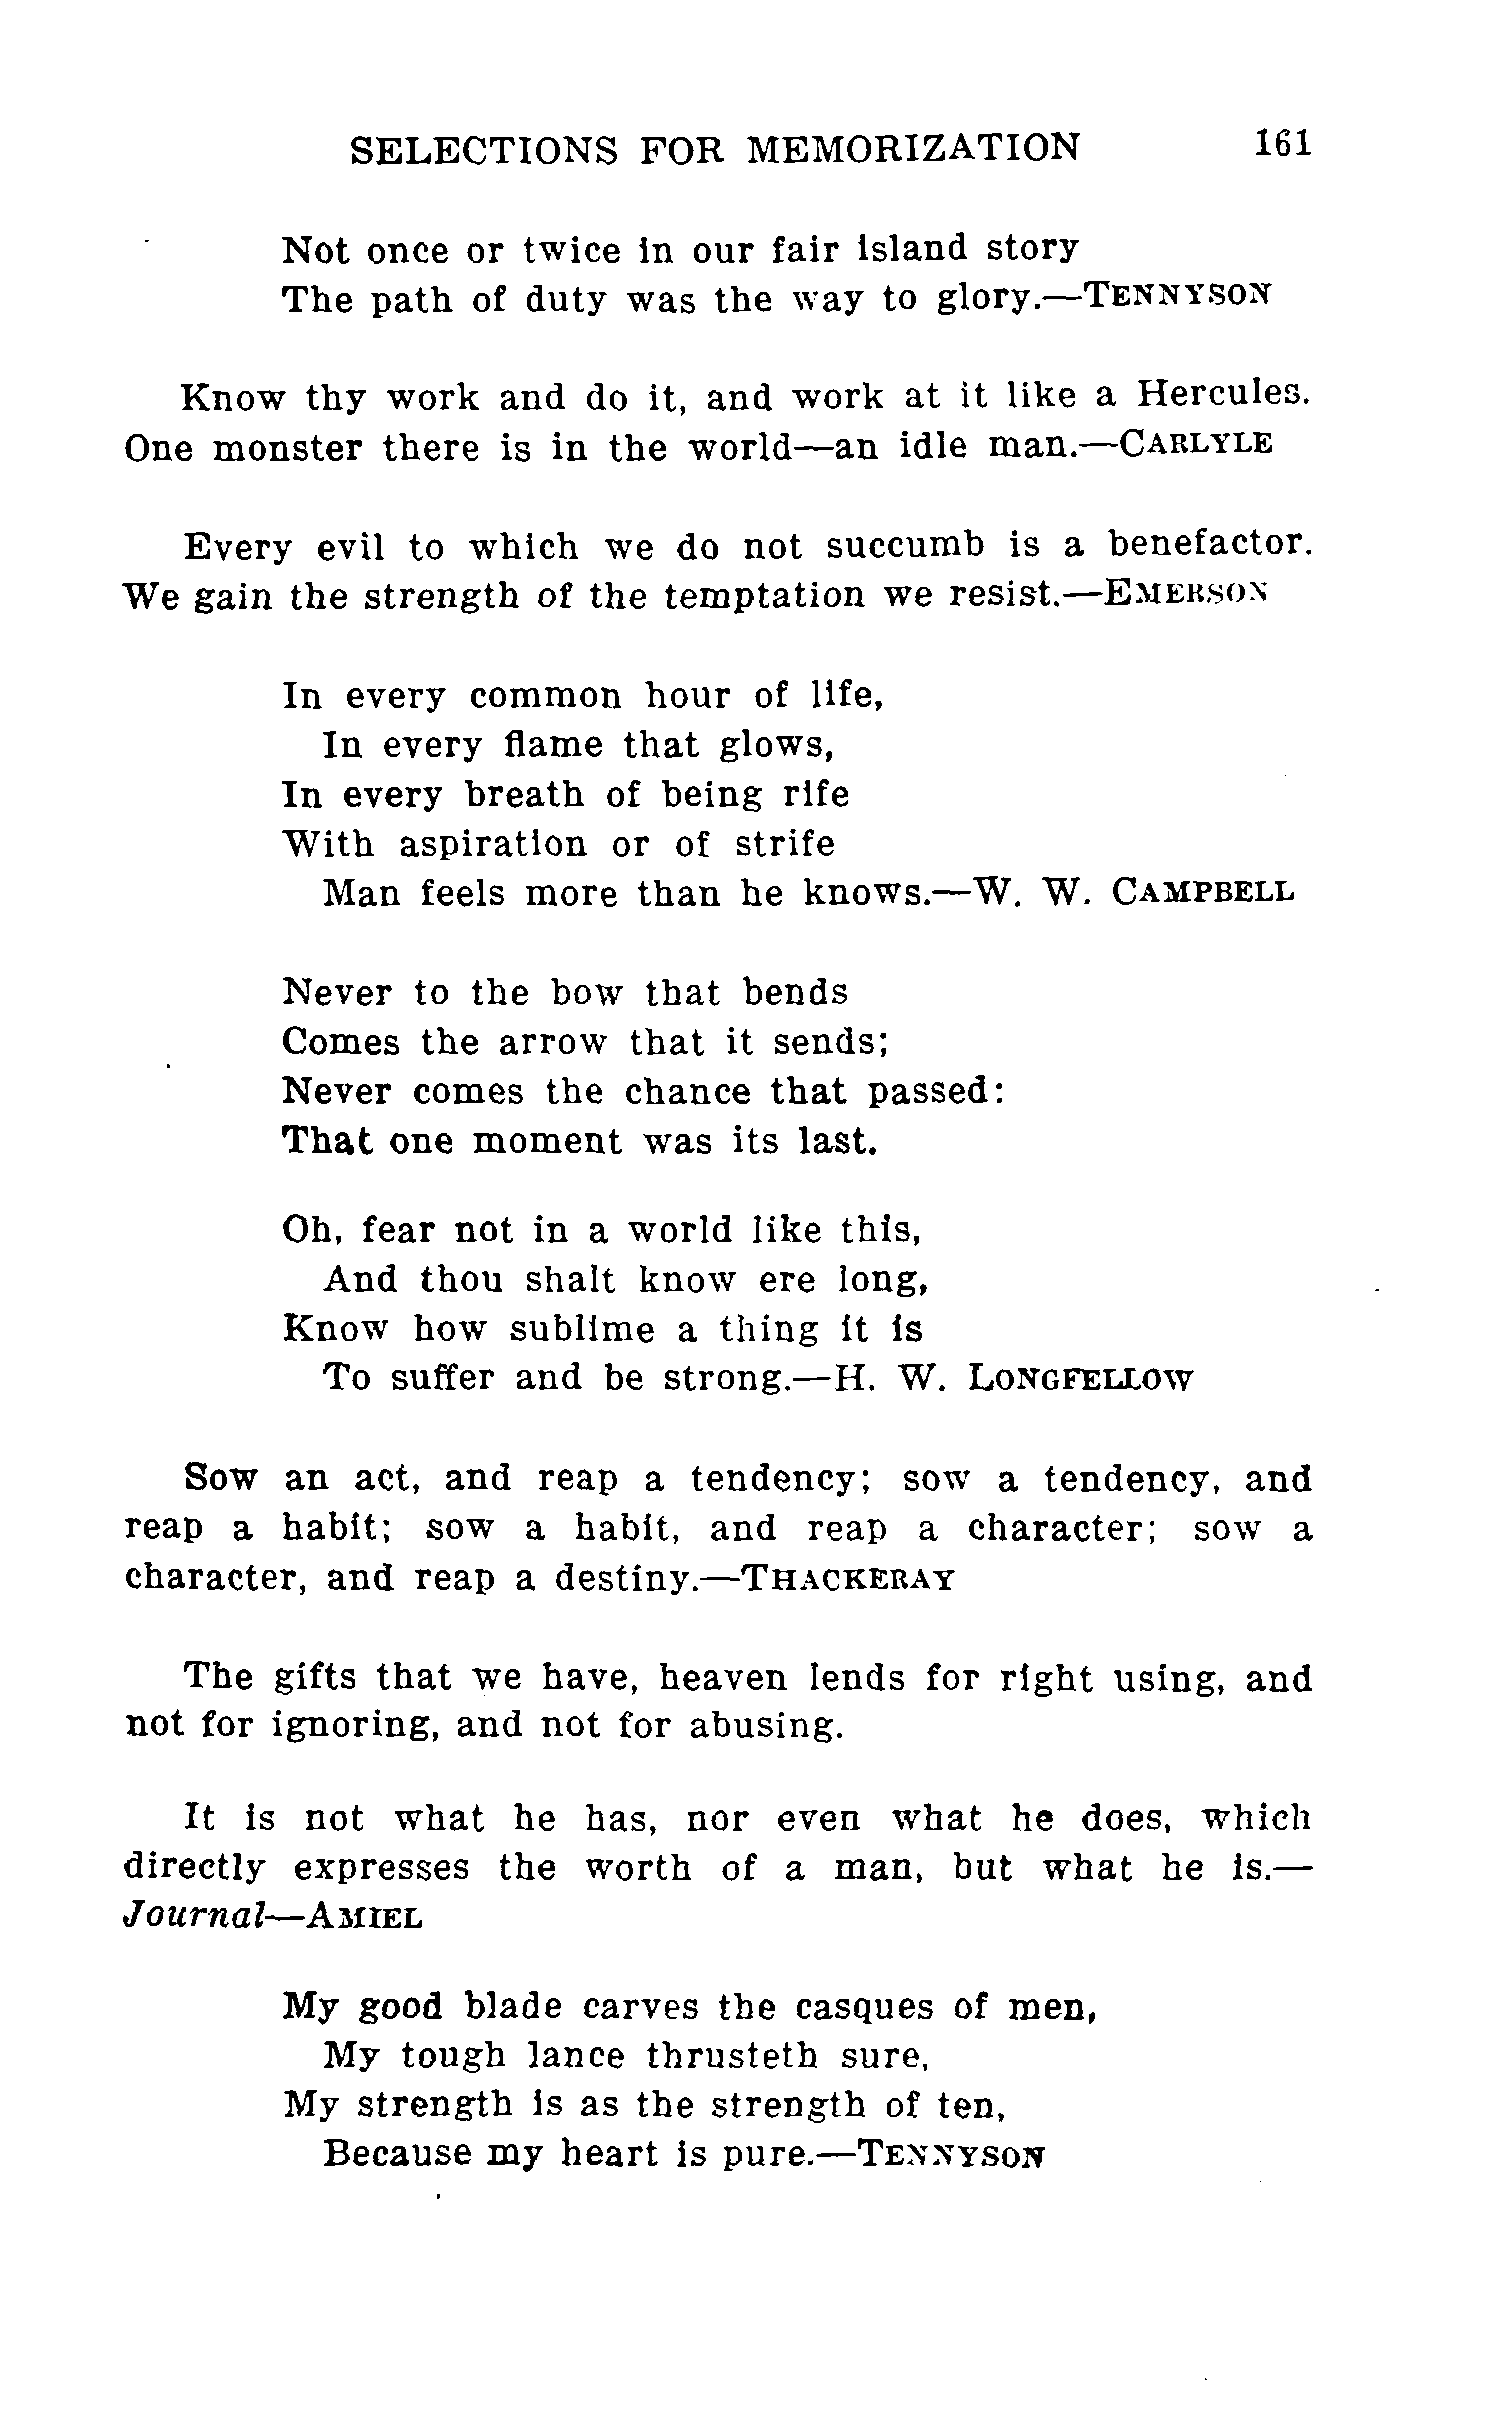 SELECTIONS FOR MEMORIZATION 161
Not once or twice in our fair island story
The path of duty was the way to glory.—TENNYSON
Know thy work and do it, and work at it like a Hercules.
One monster there is in the world—an idle man.—CARLYLE
Every evil to which we do not succumb is a benefactor.
We gain the strength of the temptation we resist.—EMERSON
In every common hour of life,
In every flame that glows,
In every breath of being rife
With aspiration or of strife
Man feels more than he knows.—W. W. CAMPBELL
Never to the bow that bends
Comes the arrow that it sends;
Never comes the chance that passed:
That one moment was its last.
Oh, fear not in a world like this,
And thou shalt know ere long,
Know how sublime a thing it is
To suffer and be strong.—H. W. LONGFELLOW
Sow an act, and reap a tendency; sow a tendency, and
reap a habit; sow a habit, and reap a character; sow a
character, and reap a destiny.—THACKERAY
The gifts that we have, heaven lends for right using, and
not for ignoring, and not for abusing.
It is not what he has, nor even what he does, which
directly expresses the worth of a man, but what he is.—
Journal—AMIEL
My good blade carves the casques of men,
My tough lance thrusteth sure,
My strength is as the strength of ten,
Because my heart is pure.—TENNYSON